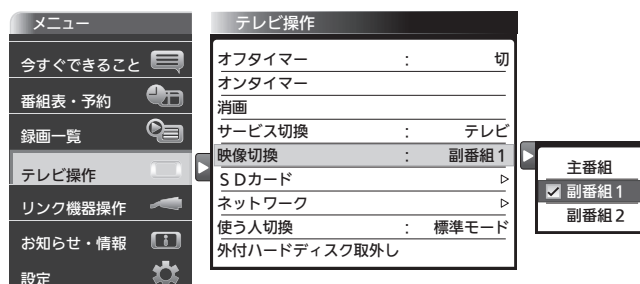 メニュー
今すぐできること
番組表・予約
録画一覧
テレビ操作
リンク機器操作
お知らせ・情報
設定
テレビ操作
オフタイマー : 切
オンタイマー
消画
サービス切換 : テレビ
映像切換 : 副番組1
SDカード
ネットワーク
使う人切換 : 標準モード
外付ハードディスク取外し
主番組
副番組1
副番組2